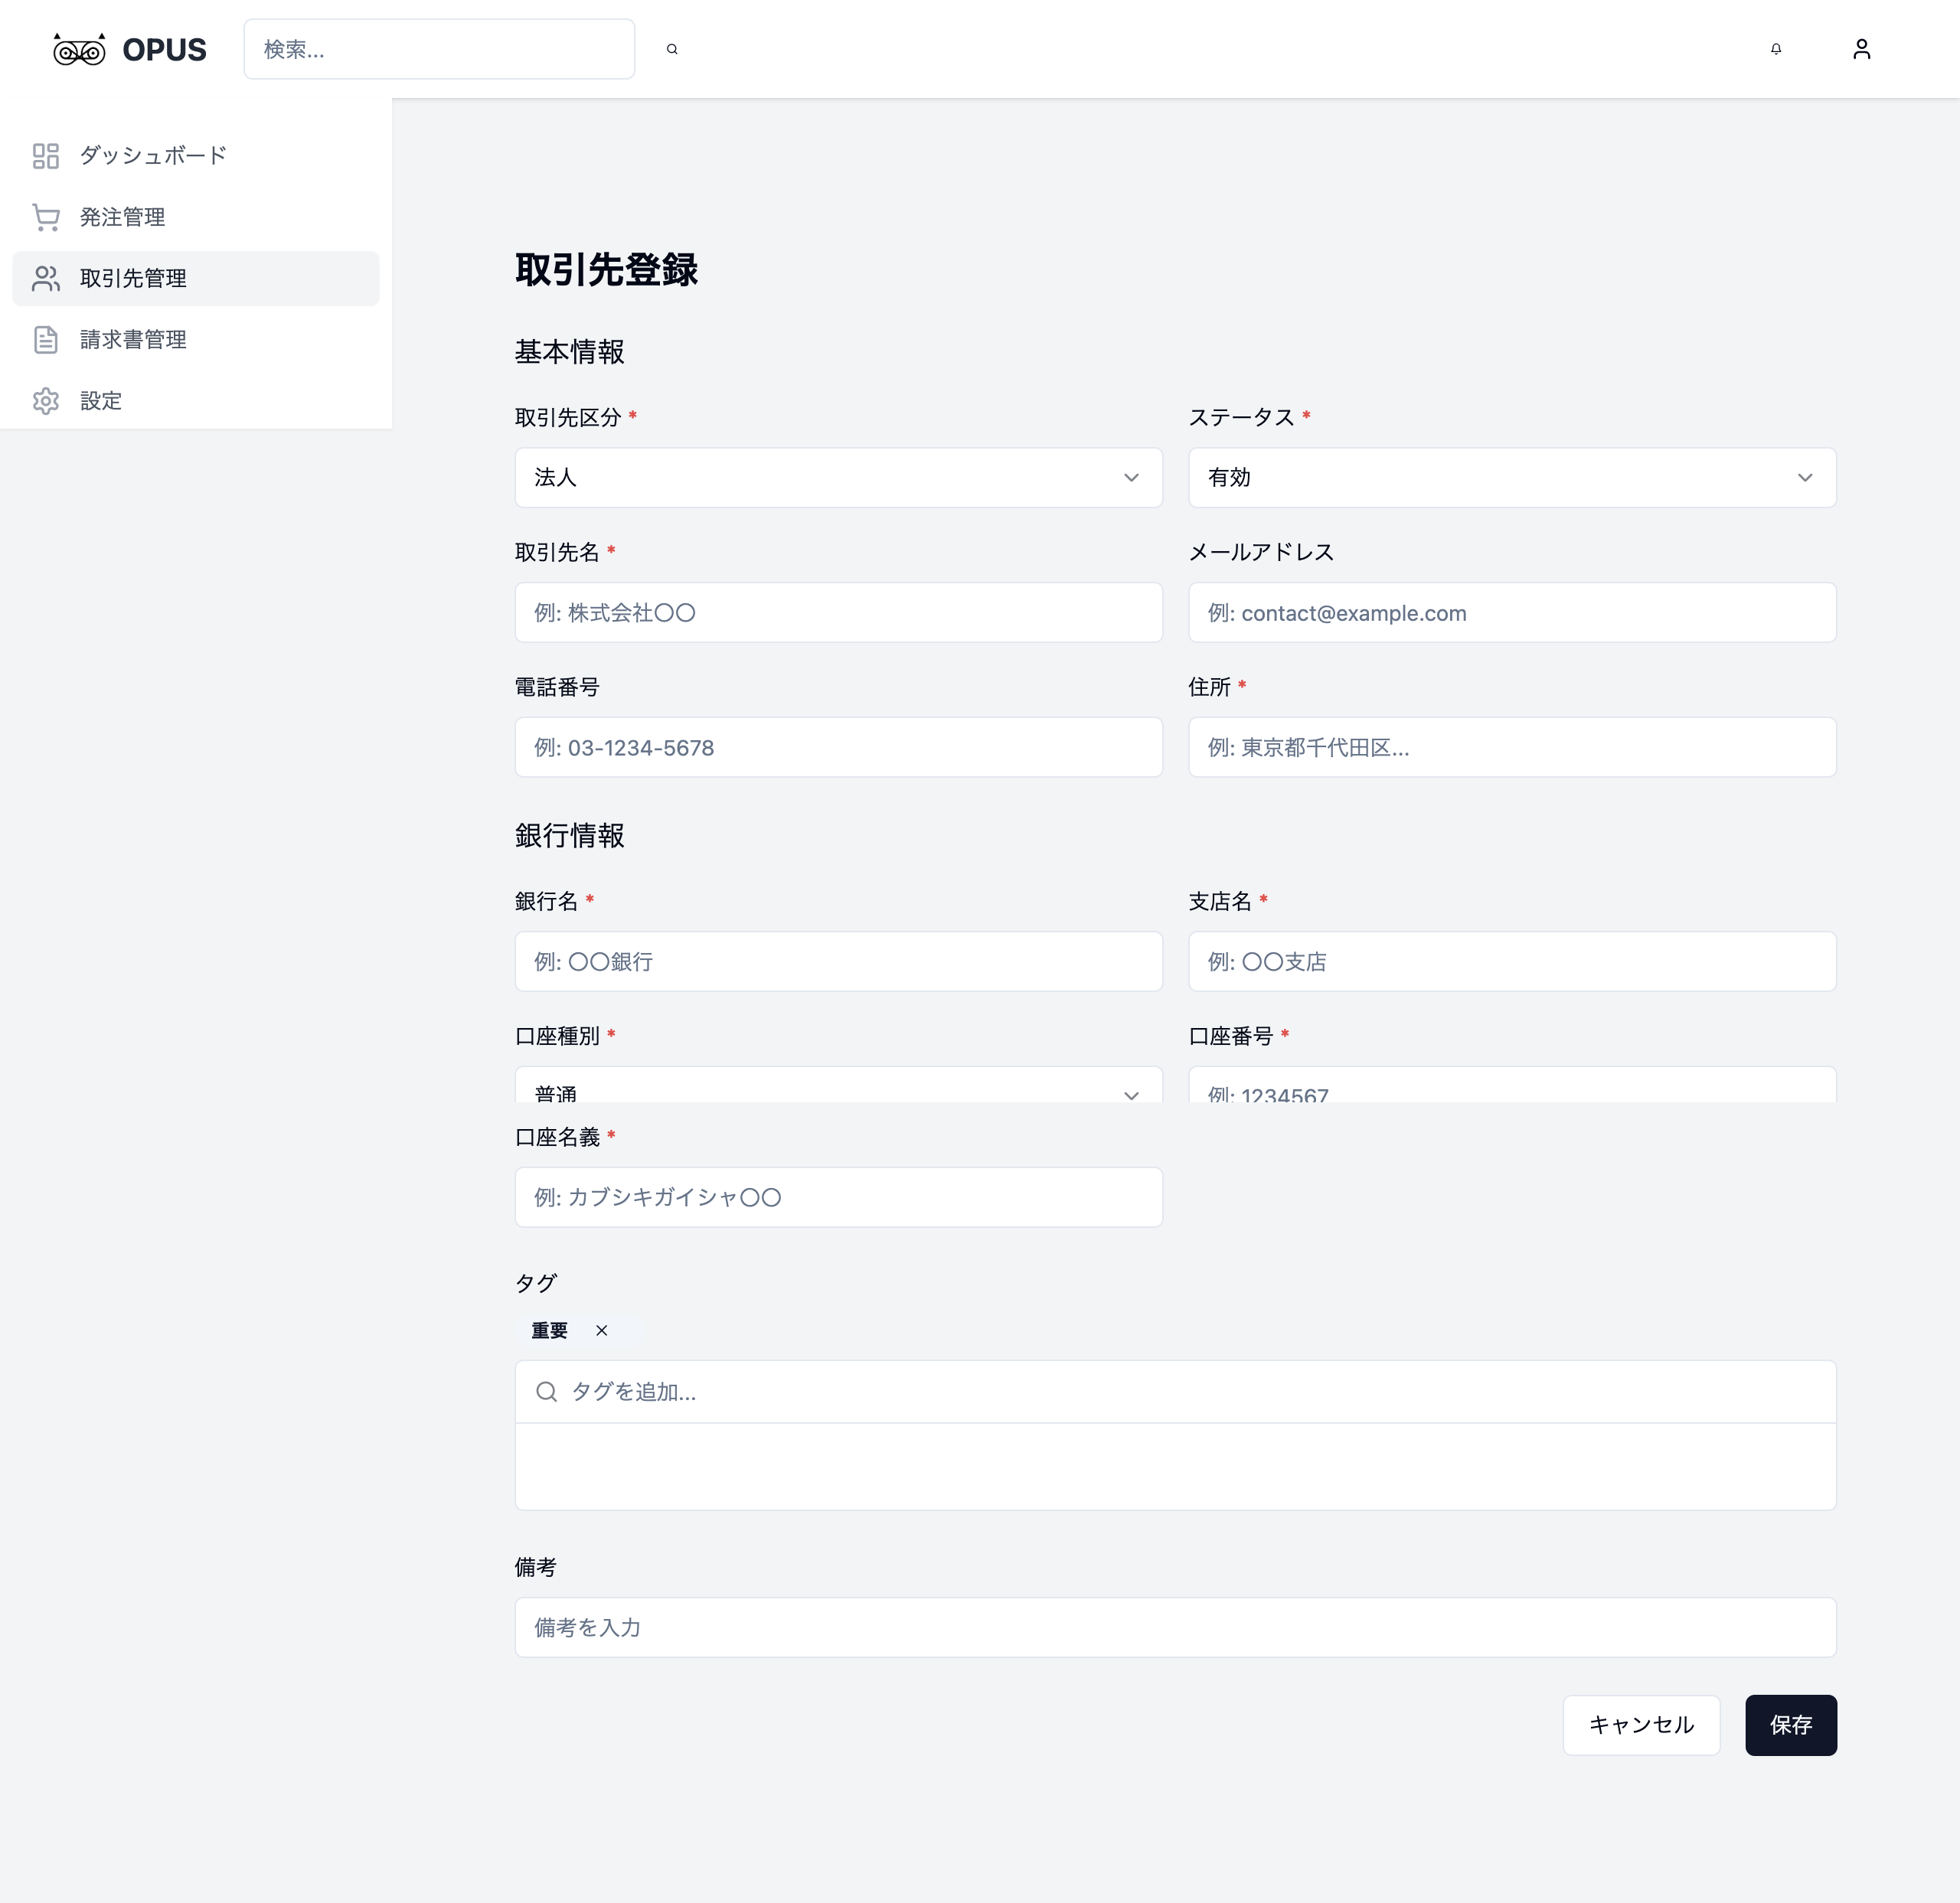 OPUS
検索...
ダッシュボード
発注管理
取引先管理
請求書管理
設定
取引先登録
基本情報
取引先区分 *
ステータス *
法人
有効
取引先名 *
メールアドレス
例: 株式会社〇〇
例: contact@example.com
電話番号
住所 *
例: 03-1234-5678
例: 東京都千代田区...
銀行情報
銀行名 *
支店名 *
例: 〇〇銀行
例: 〇〇支店
口座種別 *
口座番号 *
普通
例: 1234567
口座名義 *
例: カブシキガイシャ〇〇
タグ
重要
タグを追加...
備考
備考を入力
キャンセル
保存